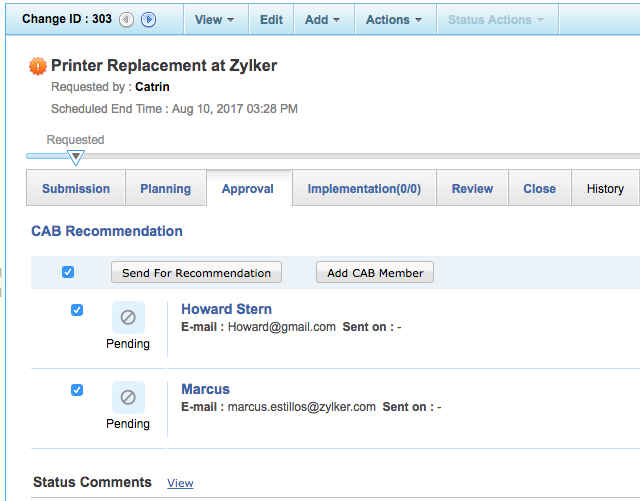 Change ID : 303 View Edit Add Actions Status Actions
Printer Replacement at Zylker
Requested by : Catrin
Scheduled End Time : Aug 10, 2017 03:28 PM
Requested
Submission Planning Approval Implementation(0/0) Review Close History
CAB Recommendation
Send For Recommendation Add CAB Member
Howard Stern
E-mail : Howard@gmail.com Sent on : -
Pending
Marcus
E-mail : marcus.estillos@zylker.com Sent on : -
Pending
Status Comments View